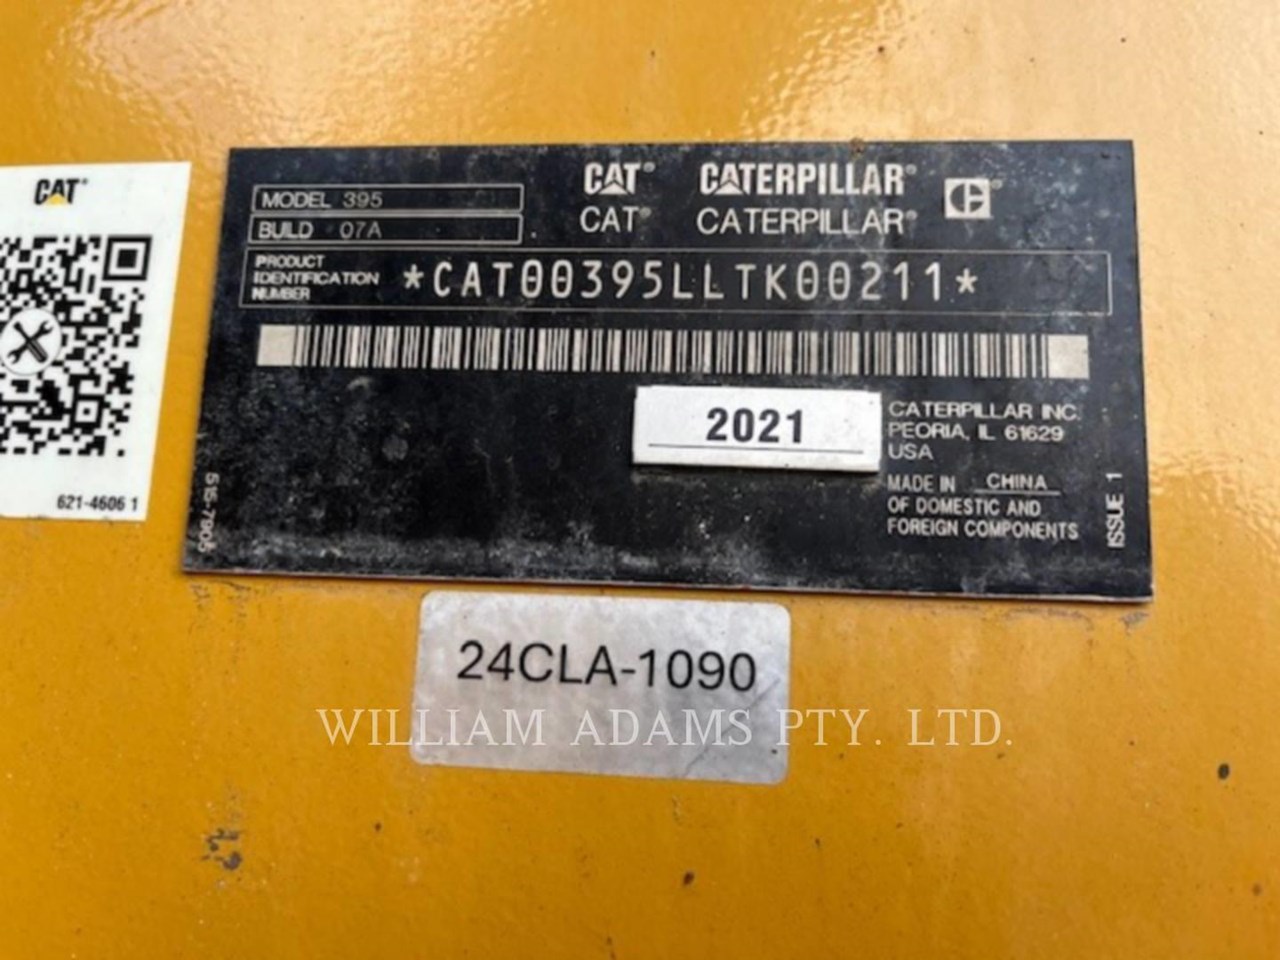 CAT
621-4606 1
MODEL 395
BUILD 07A
CAT® CATERPILLAR®
CAT® CATERPILLAR®
PRODUCT
IDENTIFICATION
NUMBER
*CAT00395LLTK00211*
2021
CATERPILLAR INC.
PEORIA, IL 61629
USA
MADE IN CHINA
OF DOMESTIC AND
FOREIGN COMPONENTS
ISSUE 1
515-7905
24CLA-1090
WILLIAM ADAMS PTY. LTD.